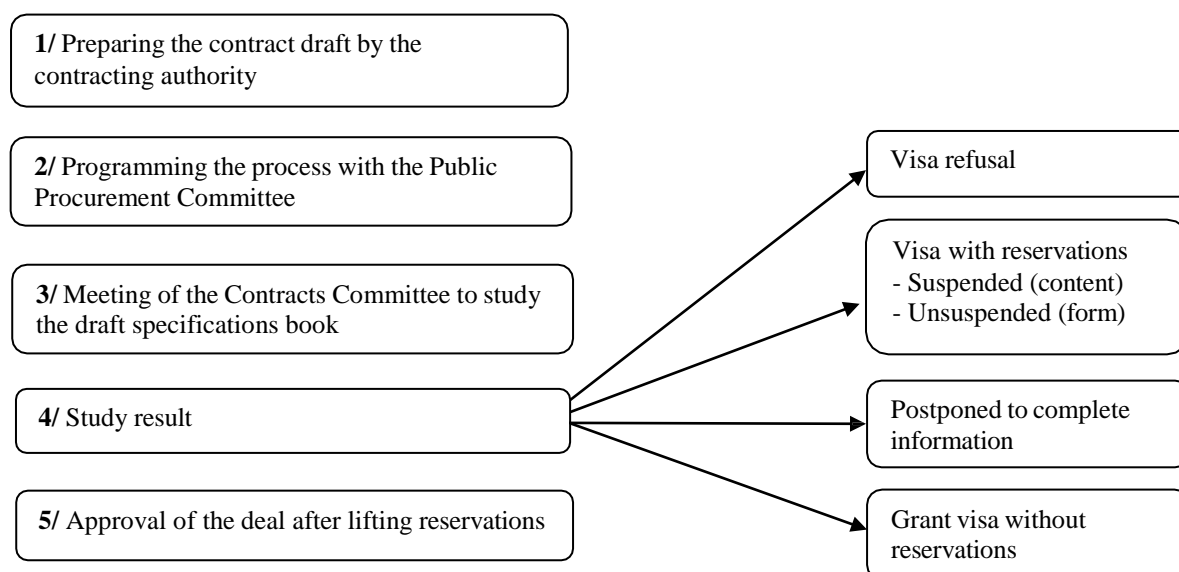 1/ Preparing the contract draft by the
contracting authority
2/ Programming the process with the Public
Procurement Committee
3/ Meeting of the Contracts Committee to study
the draft specifications book
4/ Study result
5/ Approval of the deal after lifting reservations
Visa refusal
Visa with reservations
- Suspended (content)
- Unsuspended (form)
Postponed to complete
information
Grant visa without
reservations